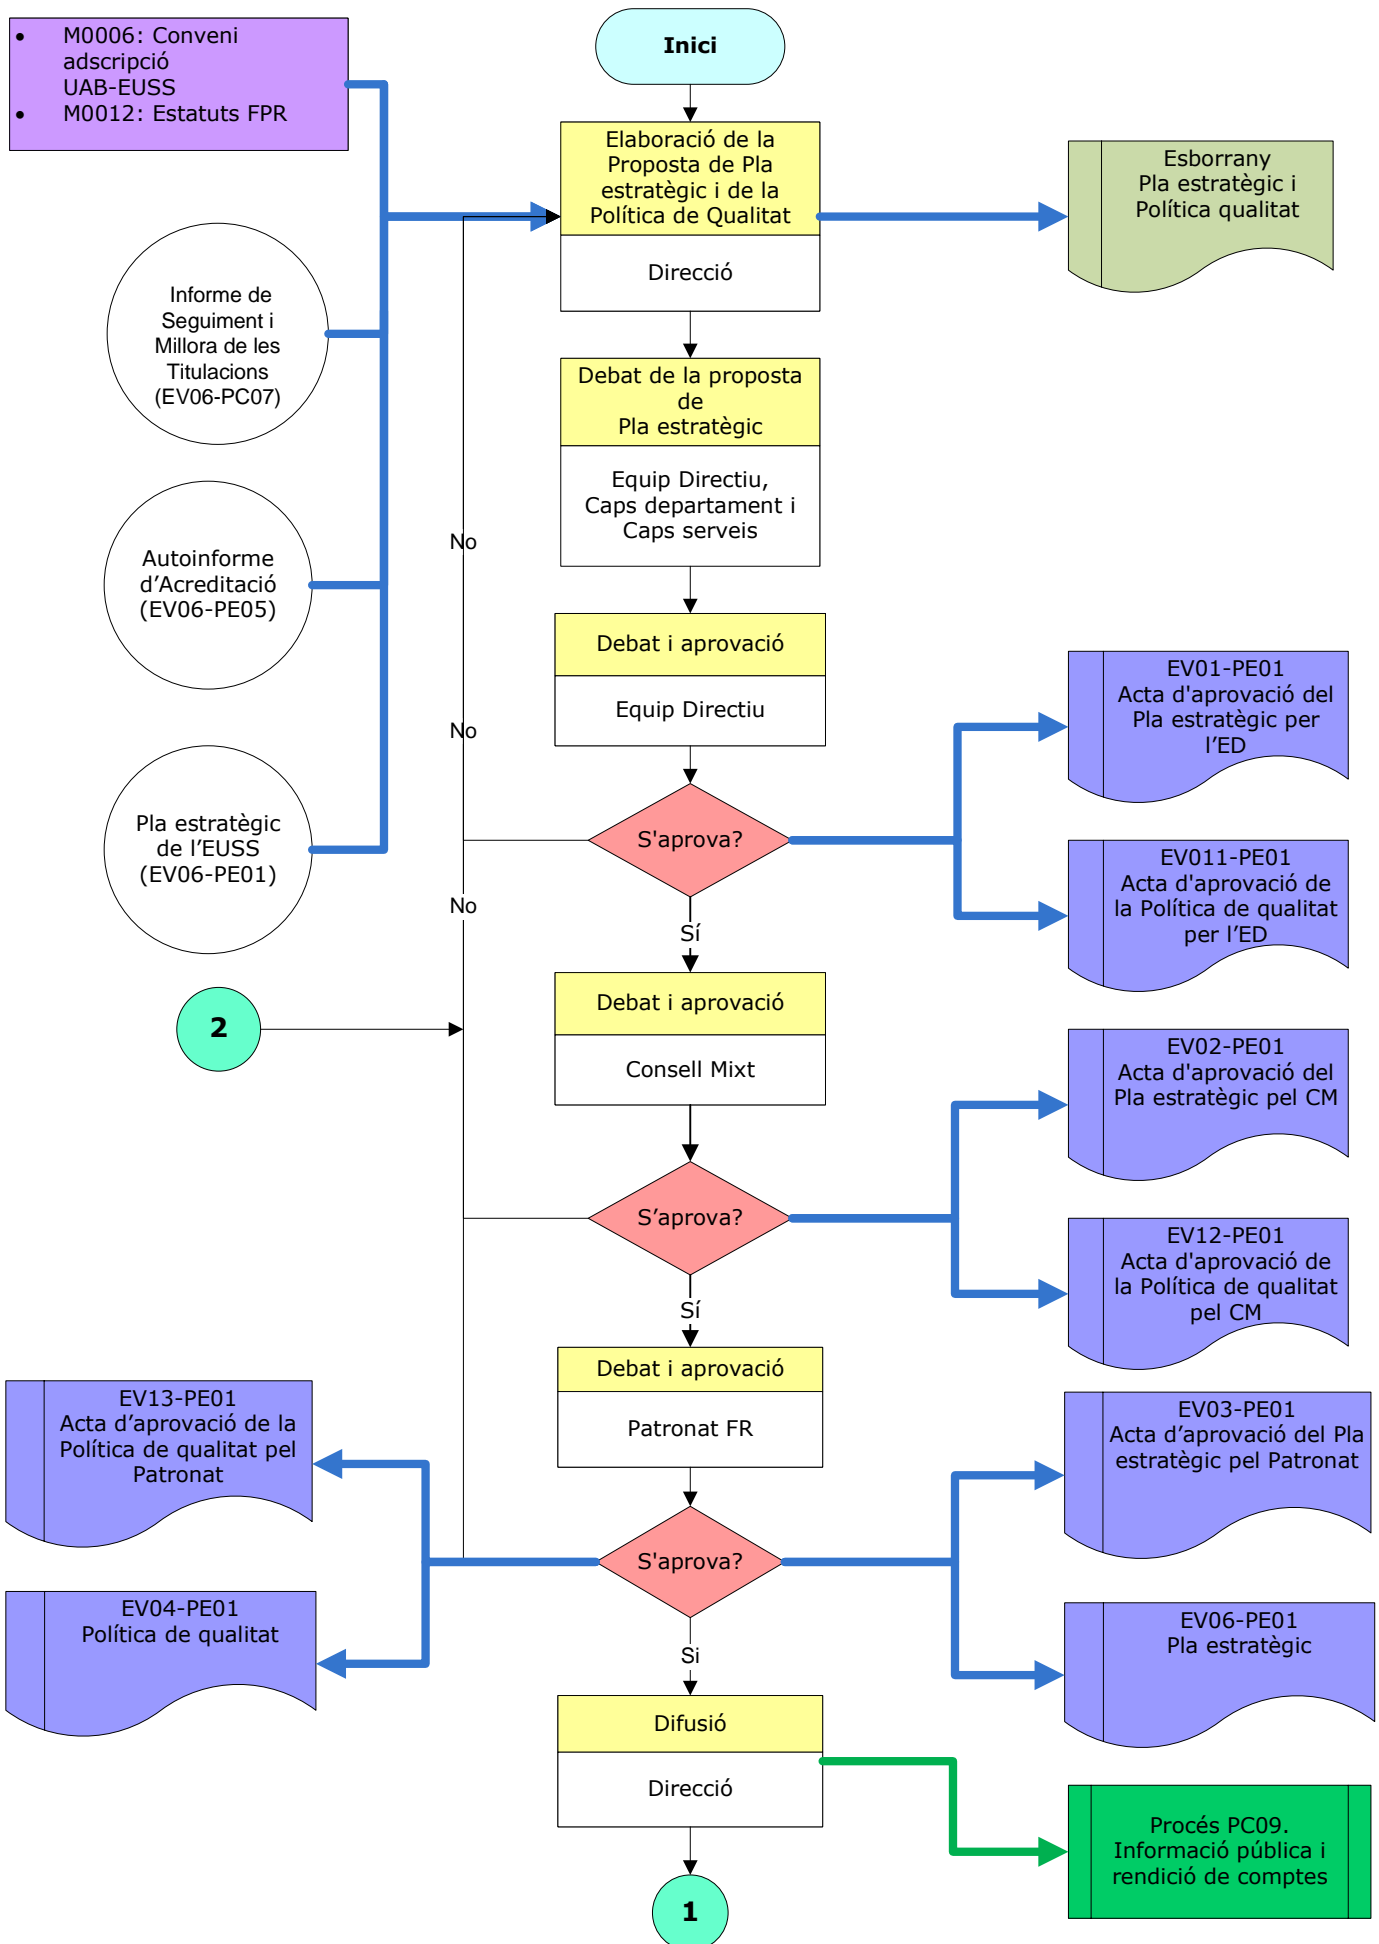 • M0006: Conveni
adscripció
UAB-EUSS
• M0012: Estatuts FPR
Inici
Elaboració de la
Proposta de Pla
estratègic i de la
Política de Qualitat
Direcció
Esborrany
Pla estratègic i
Política qualitat
Informe de
Seguiment i
Millora de les
Titulacions
(EV06-PC07)
Debat de la proposta
de
Pla estratègic
Equip Directiu,
Caps departament i
Caps serveis
No
Autoinforme
d’Acreditació
(EV06-PE05)
Debat i aprovació
Equip Directiu
No
EV01-PE01
Acta d'aprovació del
Pla estratègic per
l’ED
Pla estratègic
de l’EUSS
(EV06-PE01)
S'aprova?
EV011-PE01
Acta d'aprovació de
la Política de qualitat
per l’ED
No
Sí
2
Debat i aprovació
Consell Mixt
EV02-PE01
Acta d'aprovació del
Pla estratègic pel CM
S’aprova?
EV12-PE01
Acta d'aprovació de
la Política de qualitat
pel CM
Sí
Debat i aprovació
Patronat FR
EV13-PE01
Acta d’aprovació de la
Política de qualitat pel
Patronat
EV03-PE01
Acta d’aprovació del Pla
estratègic pel Patronat
S'aprova?
EV04-PE01
Política de qualitat
EV06-PE01
Pla estratègic
Si
Difusió
Direcció
Procés PC09.
Informació pública i
rendició de comptes
1